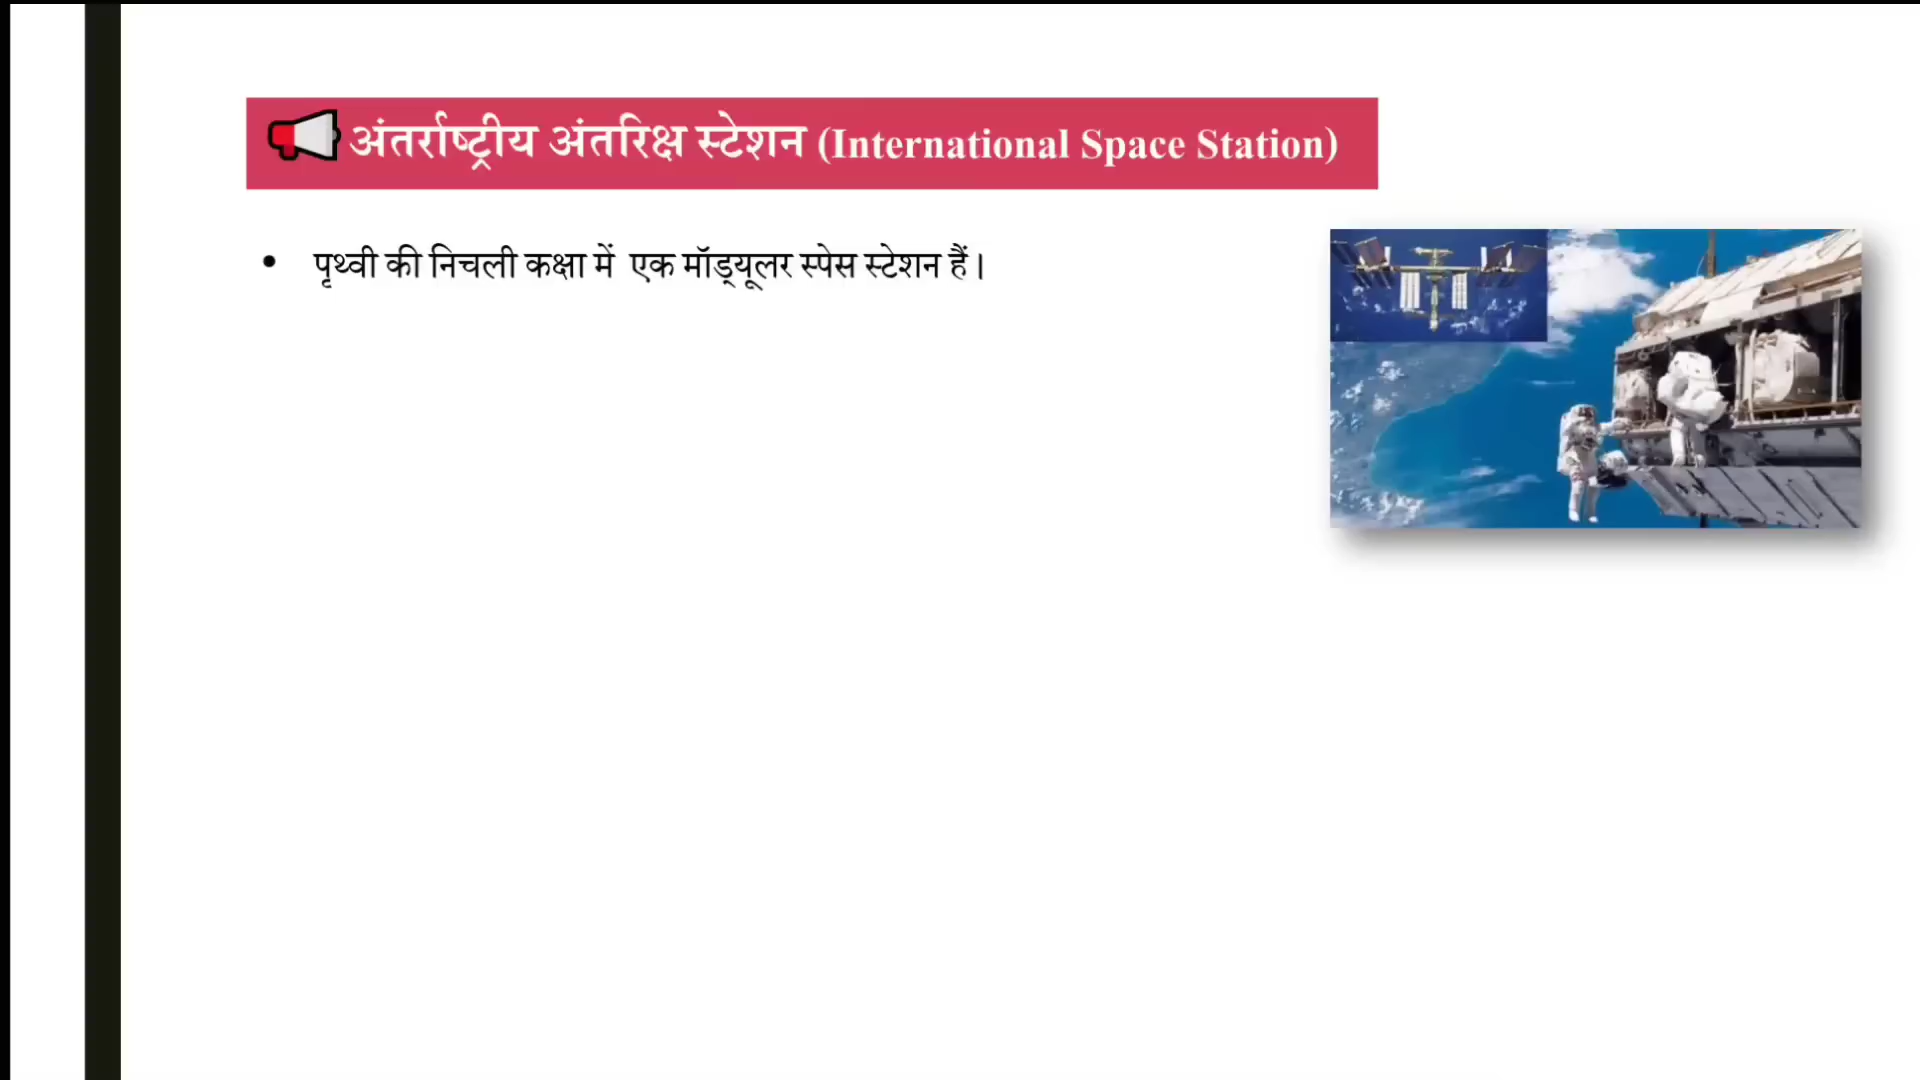 अंतर्राष्ट्रीय अंतरिक्ष स्टेशन (International Space Station)
• पृथ्वी की निचली कक्षा में एक मॉड्यूलर स्पेस स्टेशन हैं।